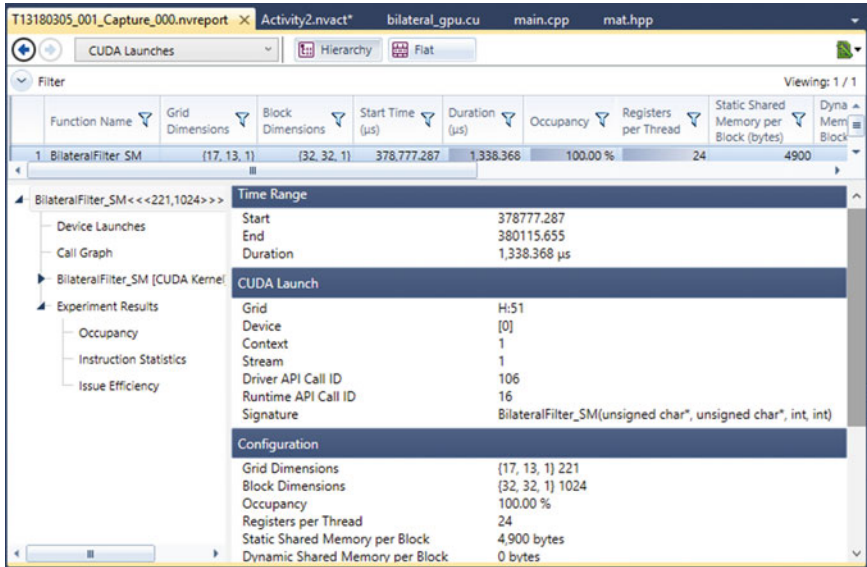 T13180305_001_Capture_000.nvreport × Activity2.nvact* bilateral_gpu.cu main.cpp mat.hpp
CUDA Launches Hierarchy Flat
Filter Viewing: 1 / 1
Function Name Grid Dimensions Block Dimensions Start Time (µs) Duration (µs) Occupancy Registers per Thread Static Shared Memory per Block (bytes) Dyna Mem Block
1 BilateralFilter_SM {17, 13, 1} {32, 32, 1} 378,777.287 1,338.368 100.00 % 24 4900
BilateralFilter_SM<<<221,1024>>>
Device Launches
Call Graph
BilateralFilter_SM [CUDA Kernel]
Experiment Results
Occupancy
Instruction Statistics
Issue Efficiency
Time Range
Start 378777.287
End 380115.655
Duration 1,338.368 µs
CUDA Launch
Grid H:51
Device [0]
Context 1
Stream 1
Driver API Call ID 106
Runtime API Call ID 16
Signature BilateralFilter_SM(unsigned char*, unsigned char*, int, int)
Configuration
Grid Dimensions {17, 13, 1} 221
Block Dimensions {32, 32, 1} 1024
Occupancy 100.00 %
Registers per Thread 24
Static Shared Memory per Block 4,900 bytes
Dynamic Shared Memory per Block 0 bytes